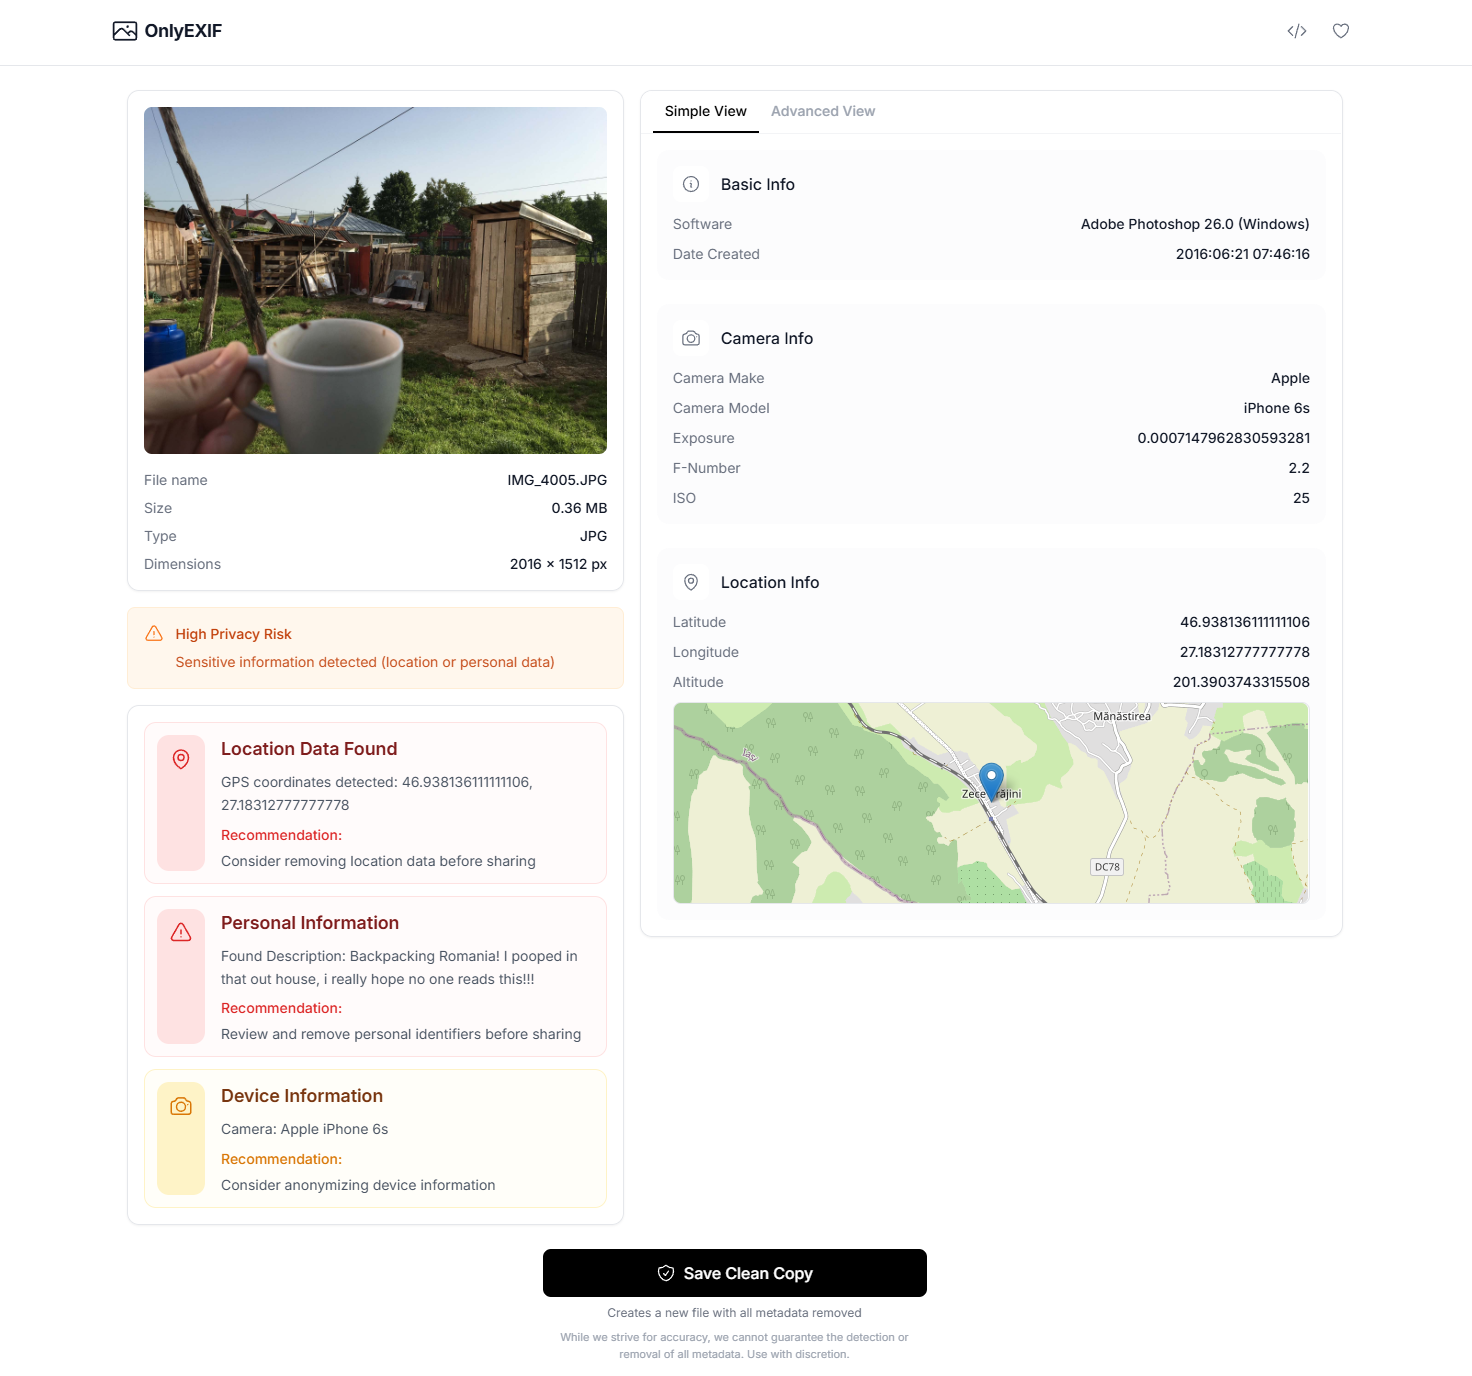 OnlyEXIF
File name IMG_4005.JPG
Size 0.36 MB
Type JPG
Dimensions 2016 × 1512 px
High Privacy Risk
Sensitive information detected (location or personal data)
Location Data Found
GPS coordinates detected: 46.938136111111106,
27.18312777777778
Recommendation:
Consider removing location data before sharing
Personal Information
Found Description: Backpacking Romania! I pooped in
that out house, i really hope no one reads this!!!
Recommendation:
Review and remove personal identifiers before sharing
Device Information
Camera: Apple iPhone 6s
Recommendation:
Consider anonymizing device information
Simple View Advanced View
Basic Info
Software Adobe Photoshop 26.0 (Windows)
Date Created 2016:06:21 07:46:16
Camera Info
Camera Make Apple
Camera Model iPhone 6s
Exposure 0.0007147962830593281
F-Number 2.2
ISO 25
Location Info
Latitude 46.938136111111106
Longitude 27.18312777777778
Altitude 201.3903743315508
Mănăstirea
Iași
Zece
DC78
Save Clean Copy
Creates a new file with all metadata removed
While we strive for accuracy, we cannot guarantee the detection or
removal of all metadata. Use with discretion.